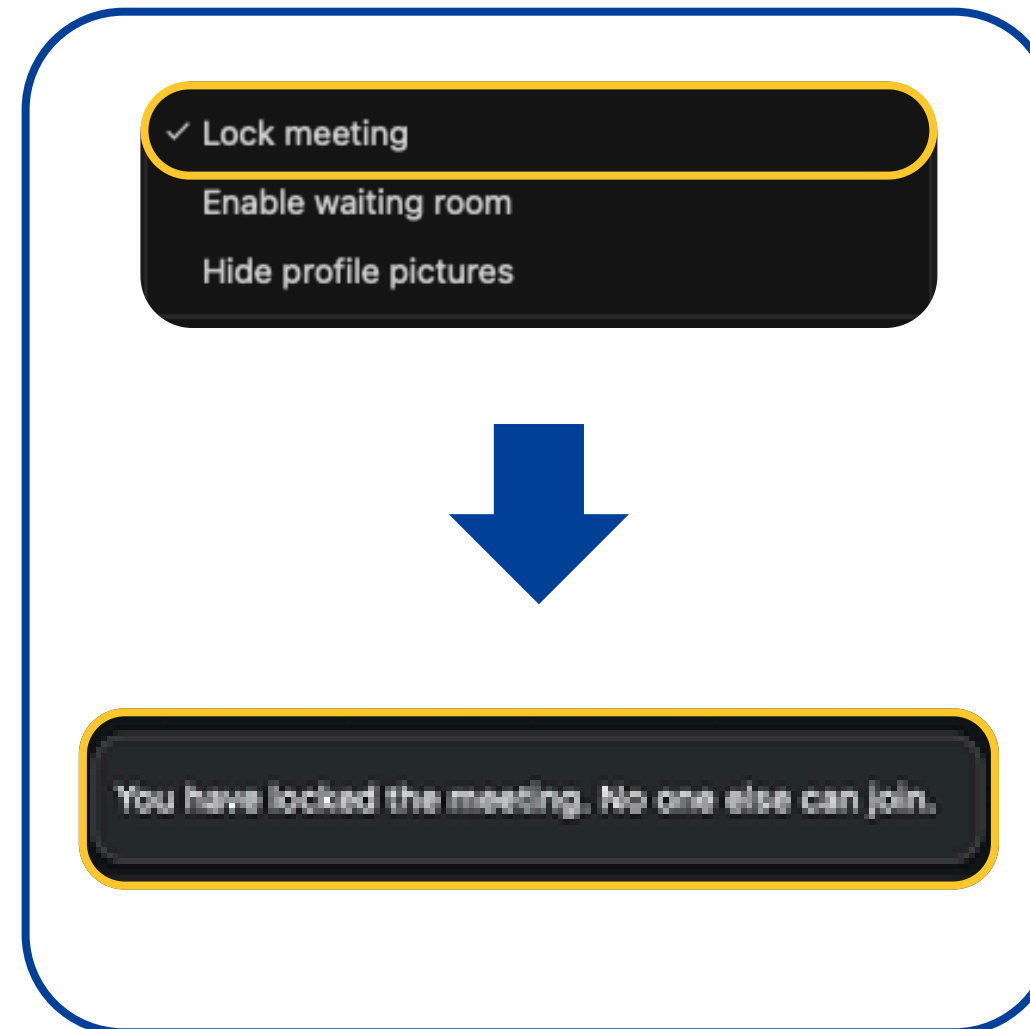 Lock meeting
Enable waiting room
Hide profile pictures
You have locked the meeting. No one else can join.